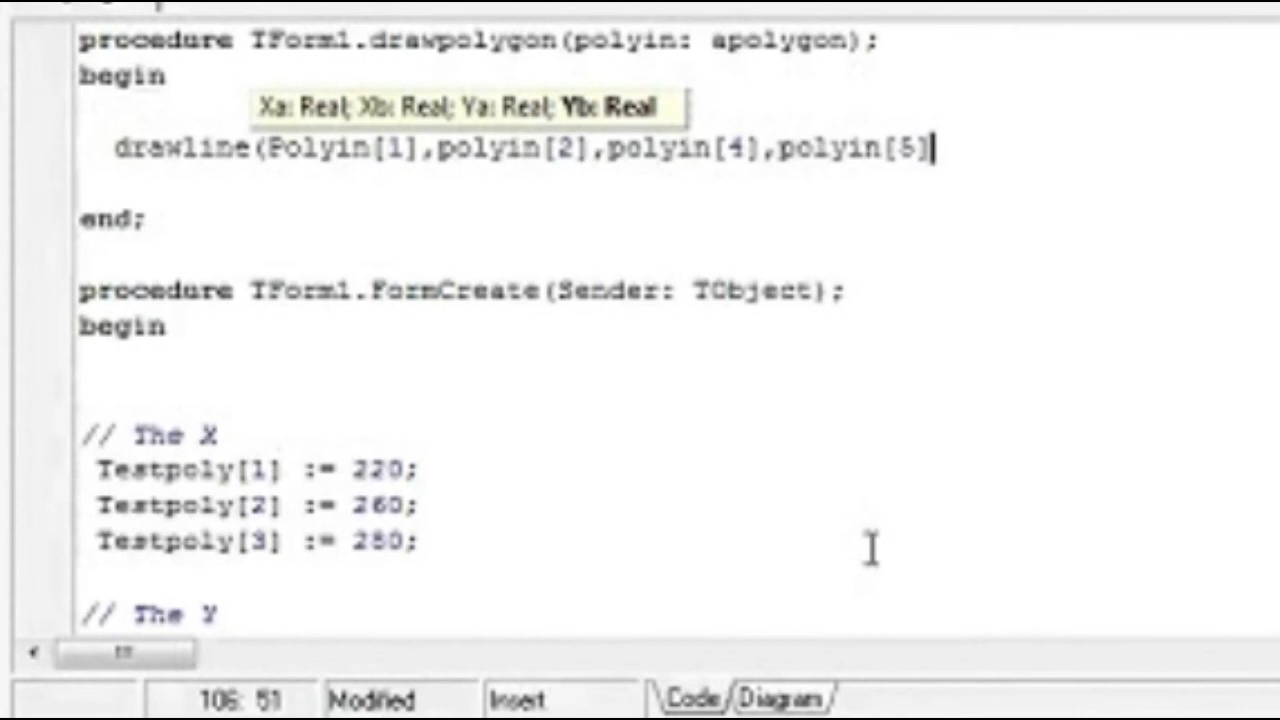 procedure TForm1.drawpolygon(polyin: apolygon);
begin
Xa: Real; Xb: Real; Ya: Real; Yb: Real
drawline(Polyin[1],polyin[2],polyin[4],polyin[5]
end;
procedure TForm1.FormCreate(Sender: TObject);
begin
// The X
Testpoly[1] := 220;
Testpoly[2] := 260;
Testpoly[3] := 280;
// The Y
106: 51 Modified Insert Code Diagram